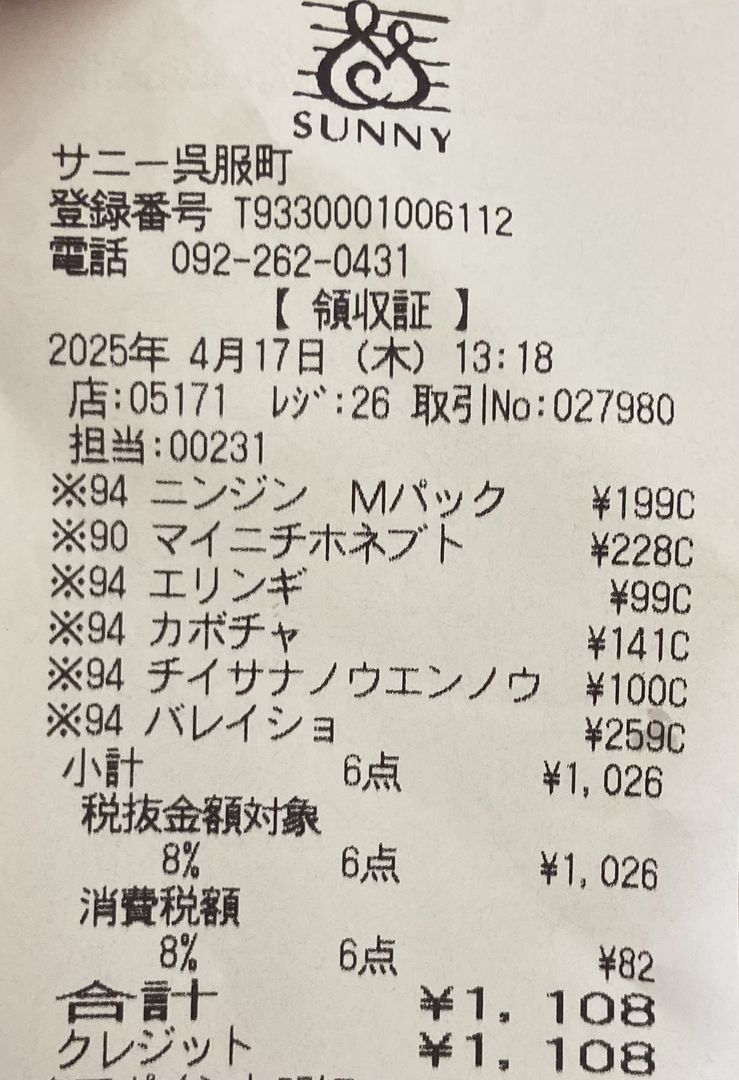 SUNNY
サニー呉服町
登録番号 T9330001006112
電話 092-262-0431
【 領収証 】
2025年 4月17日 (木) 13:18
店:05171 レジ:26 取引No:027980
担当:00231
※94 ニンジン Mパック ¥199C
※90 マイニチホネブト ¥228C
※94 エリンギ ¥99C
※94 カボチャ ¥141C
※94 チイサナノウエンノウ ¥100C
※94 バレイショ ¥259C
小計 6点 ¥1,026
税抜金額対象
8% 6点 ¥1,026
消費税額
8% 6点 ¥82
合計 ¥1,108
クレジット ¥1,108